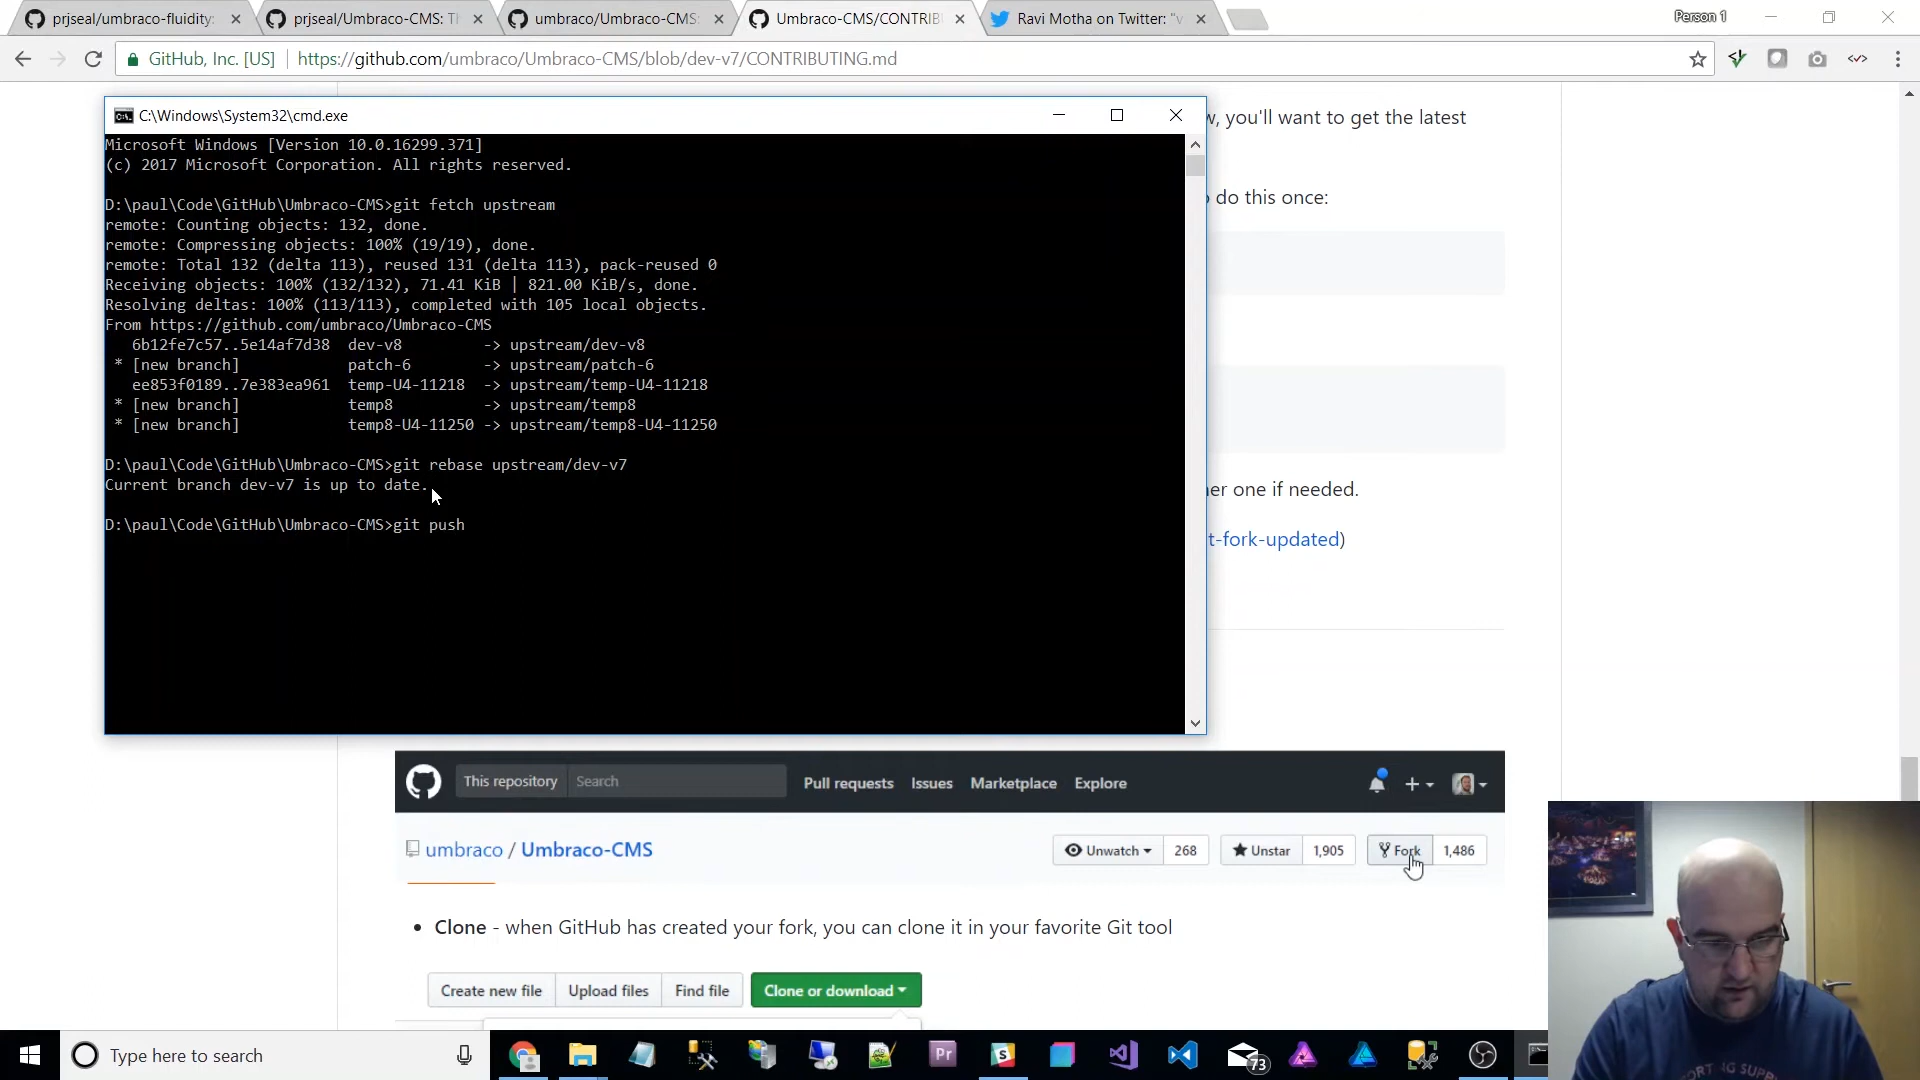 prjseal/umbraco-fluidity:
prjseal/Umbraco-CMS: Th
umbraco/Umbraco-CMS:
Umbraco-CMS/CONTRIB
Ravi Motha on Twitter: "v
Person 1
GitHub, Inc. [US]
https://github.com/umbraco/Umbraco-CMS/blob/dev-v7/CONTRIBUTING.md
C:\Windows\System32\cmd.exe
w, you'll want to get the latest
do this once:
er one if needed.
t-fork-updated)
Microsoft Windows [Version 10.0.16299.371]
(c) 2017 Microsoft Corporation. All rights reserved.
D:\paul\Code\GitHub\Umbraco-CMS>git fetch upstream
remote: Counting objects: 132, done.
remote: Compressing objects: 100% (19/19), done.
remote: Total 132 (delta 113), reused 131 (delta 113), pack-reused 0
Receiving objects: 100% (132/132), 71.41 KiB | 821.00 KiB/s, done.
Resolving deltas: 100% (113/113), completed with 105 local objects.
From https://github.com/umbraco/Umbraco-CMS
6b12fe7c57..5e14af7d38 dev-v8 -> upstream/dev-v8
* [new branch] patch-6 -> upstream/patch-6
ee853f0189..7e383ea961 temp-U4-11218 -> upstream/temp-U4-11218
* [new branch] temp8 -> upstream/temp8
* [new branch] temp8-U4-11250 -> upstream/temp8-U4-11250
D:\paul\Code\GitHub\Umbraco-CMS>git rebase upstream/dev-v7
Current branch dev-v7 is up to date.
D:\paul\Code\GitHub\Umbraco-CMS>git push
This repository
Search
Pull requests
Issues
Marketplace
Explore
umbraco / Umbraco-CMS
Unwatch
268
Unstar
1,905
Fork
1,486
• Clone - when GitHub has created your fork, you can clone it in your favorite Git tool
Create new file
Upload files
Find file
Clone or download
Type here to search
Pr
S
73